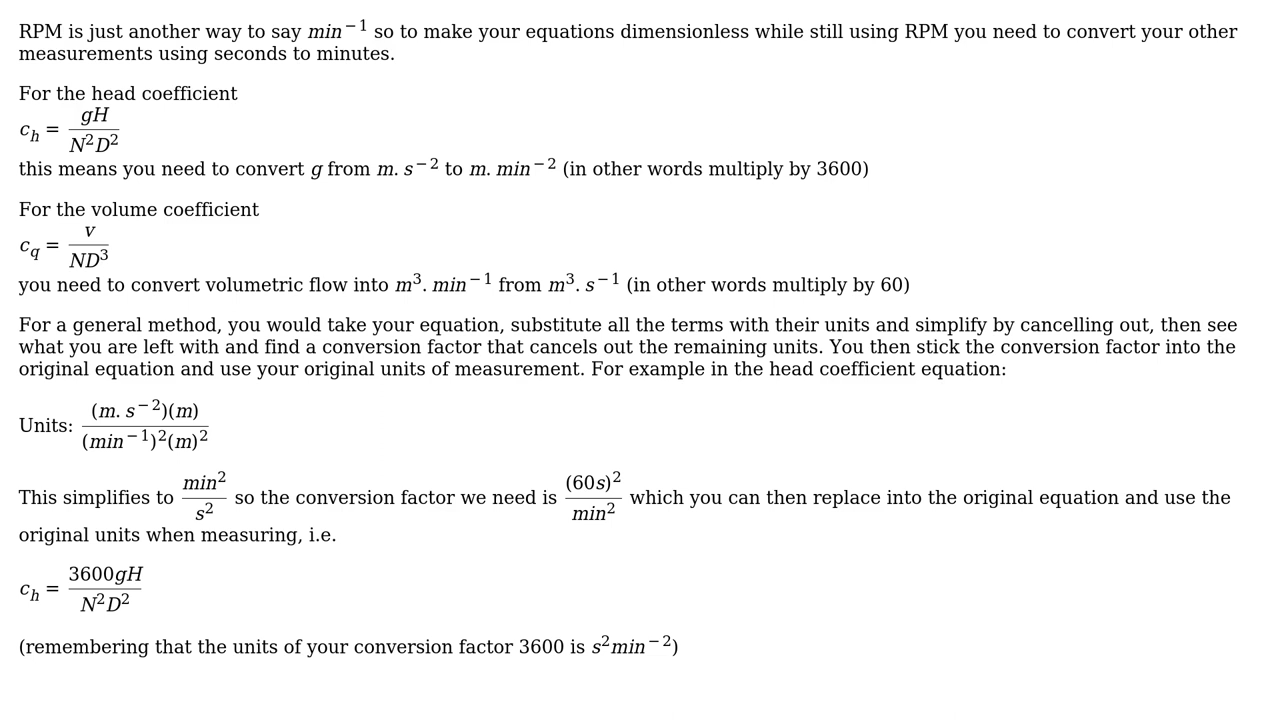 RPM is just another way to say min⁻¹ so to make your equations dimensionless while still using RPM you need to convert your other
measurements using seconds to minutes.
For the head coefficient
c_h = gH / N²D²
this means you need to convert g from m. s⁻² to m. min⁻² (in other words multiply by 3600)
For the volume coefficient
c_q = v / ND³
you need to convert volumetric flow into m³. min⁻¹ from m³. s⁻¹ (in other words multiply by 60)
For a general method, you would take your equation, substitute all the terms with their units and simplify by cancelling out, then see
what you are left with and find a conversion factor that cancels out the remaining units. You then stick the conversion factor into the
original equation and use your original units of measurement. For example in the head coefficient equation:
Units: (m. s⁻²)(m) / (min⁻¹)²(m)²
This simplifies to min² / s² so the conversion factor we need is (60s)² / min² which you can then replace into the original equation and use the
original units when measuring, i.e.
c_h = 3600gH / N²D²
(remembering that the units of your conversion factor 3600 is s²min⁻²)